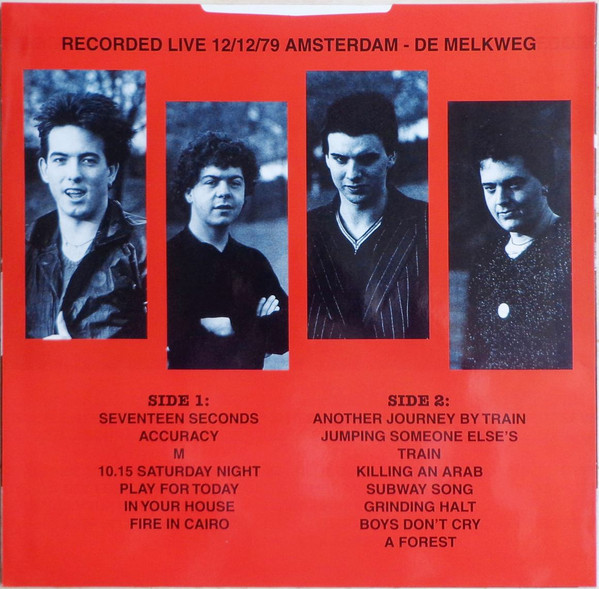 RECORDED LIVE 12/12/79 AMSTERDAM - DE MELKWEG
SIDE 1:
SEVENTEEN SECONDS
ACCURACY
M
10.15 SATURDAY NIGHT
PLAY FOR TODAY
IN YOUR HOUSE
FIRE IN CAIRO
SIDE 2:
ANOTHER JOURNEY BY TRAIN
JUMPING SOMEONE ELSE'S
TRAIN
KILLING AN ARAB
SUBWAY SONG
GRINDING HALT
BOYS DON'T CRY
A FOREST